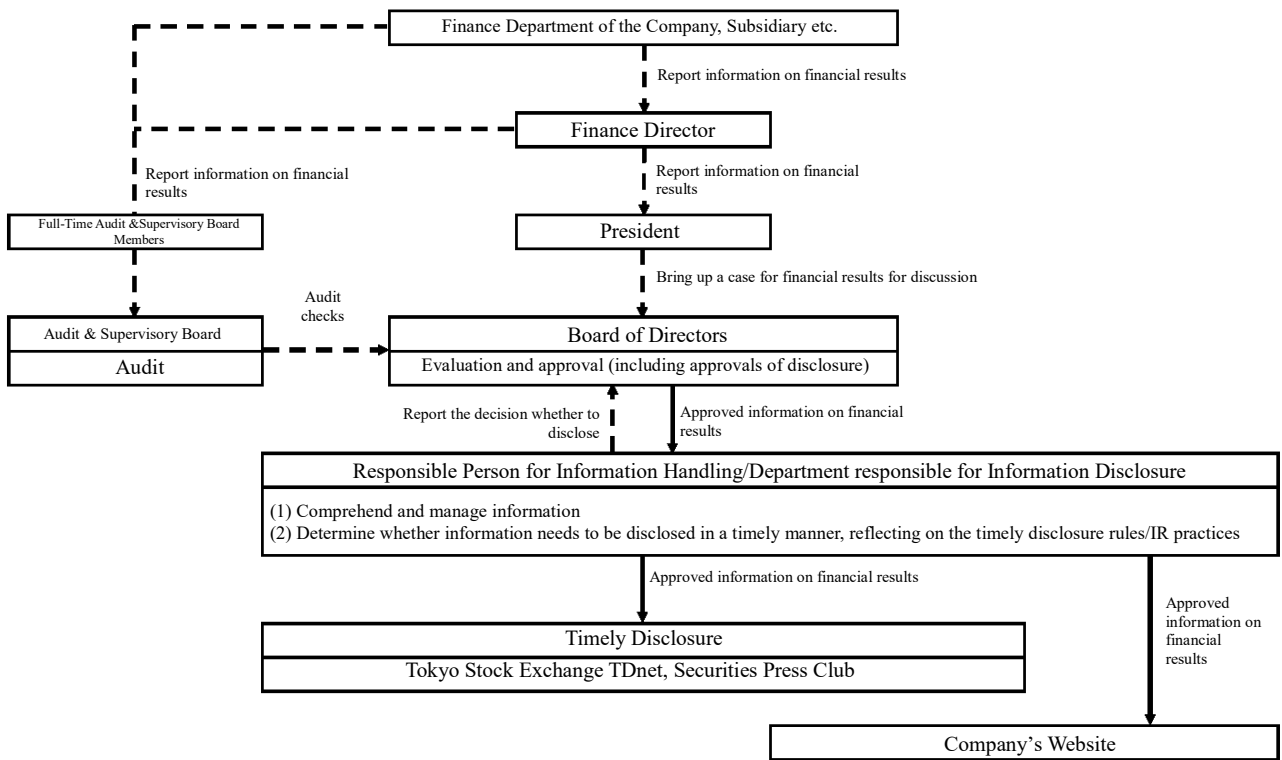 Finance Department of the Company, Subsidiary etc.
Report information on financial results
Finance Director
Report information on financial
results
Report information on financial
results
Full-Time Audit &Supervisory Board
Members
President
Bring up a case for financial results for discussion
Audit
checks
Audit & Supervisory Board
Audit
Board of Directors
Evaluation and approval (including approvals of disclosure)
Report the decision whether to
disclose
Approved information on financial
results
Responsible Person for Information Handling/Department responsible for Information Disclosure
(1) Comprehend and manage information
(2) Determine whether information needs to be disclosed in a timely manner, reflecting on the timely disclosure rules/IR practices
Approved information on financial results
Approved
information on
financial
results
Timely Disclosure
Tokyo Stock Exchange TDnet, Securities Press Club
Company’s Website